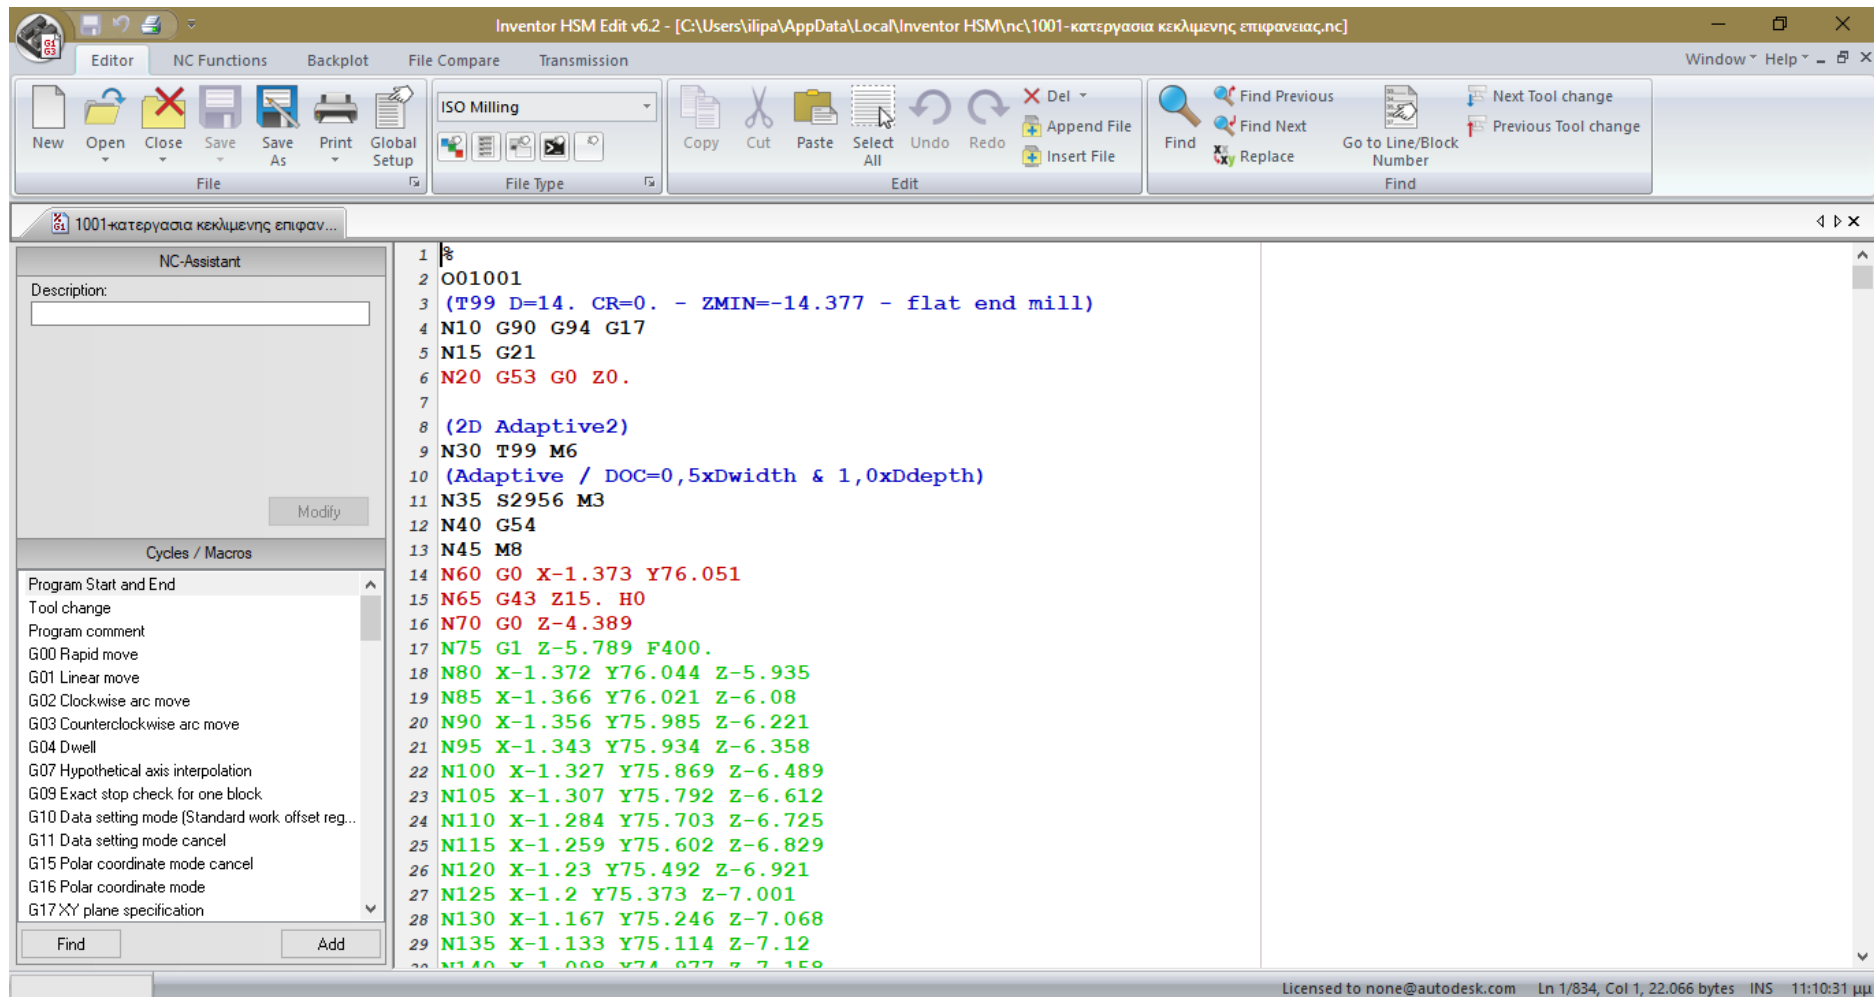 Inventor HSM Edit v6.2 - [C:\Users\ilipa\AppData\Local\Inventor HSM\nc\1001-κατεργασια κεκλιμενης επιφανειας.nc]
Editor NC Functions Backplot File Compare Transmission Window Help
New Open Close Save Save As Print Global Setup
File
ISO Milling
File Type
Copy Cut Paste Select All Undo Redo
Del
Append File
Insert File
Edit
Find
Find Previous
Find Next
Replace
Go to Line/Block Number
Next Tool change
Previous Tool change
Find
1001-κατεργασια κεκλιμενης επιφαν...
NC-Assistant
Description:
Modify
Cycles / Macros
Program Start and End
Tool change
Program comment
G00 Rapid move
G01 Linear move
G02 Clockwise arc move
G03 Counterclockwise arc move
G04 Dwell
G07 Hypothetical axis interpolation
G09 Exact stop check for one block
G10 Data setting mode (Standard work offset reg...
G11 Data setting mode cancel
G15 Polar coordinate mode cancel
G16 Polar coordinate mode
G17 XY plane specification
Find Add
1 %
2 O01001
3 (T99 D=14. CR=0. - ZMIN=-14.377 - flat end mill)
4 N10 G90 G94 G17
5 N15 G21
6 N20 G53 G0 Z0.
7
8 (2D Adaptive2)
9 N30 T99 M6
10 (Adaptive / DOC=0,5xDwidth & 1,0xDdepth)
11 N35 S2956 M3
12 N40 G54
13 N45 M8
14 N60 G0 X-1.373 Y76.051
15 N65 G43 Z15. H0
16 N70 G0 Z-4.389
17 N75 G1 Z-5.789 F400.
18 N80 X-1.372 Y76.044 Z-5.935
19 N85 X-1.366 Y76.021 Z-6.08
20 N90 X-1.356 Y75.985 Z-6.221
21 N95 X-1.343 Y75.934 Z-6.358
22 N100 X-1.327 Y75.869 Z-6.489
23 N105 X-1.307 Y75.792 Z-6.612
24 N110 X-1.284 Y75.703 Z-6.725
25 N115 X-1.259 Y75.602 Z-6.829
26 N120 X-1.23 Y75.492 Z-6.921
27 N125 X-1.2 Y75.373 Z-7.001
28 N130 X-1.167 Y75.246 Z-7.068
29 N135 X-1.133 Y75.114 Z-7.12
30 N140 X-1.098 Y74.977 Z-7.158
Licensed to none@autodesk.com Ln 1/834, Col 1, 22.066 bytes INS 11:10:31 μμ